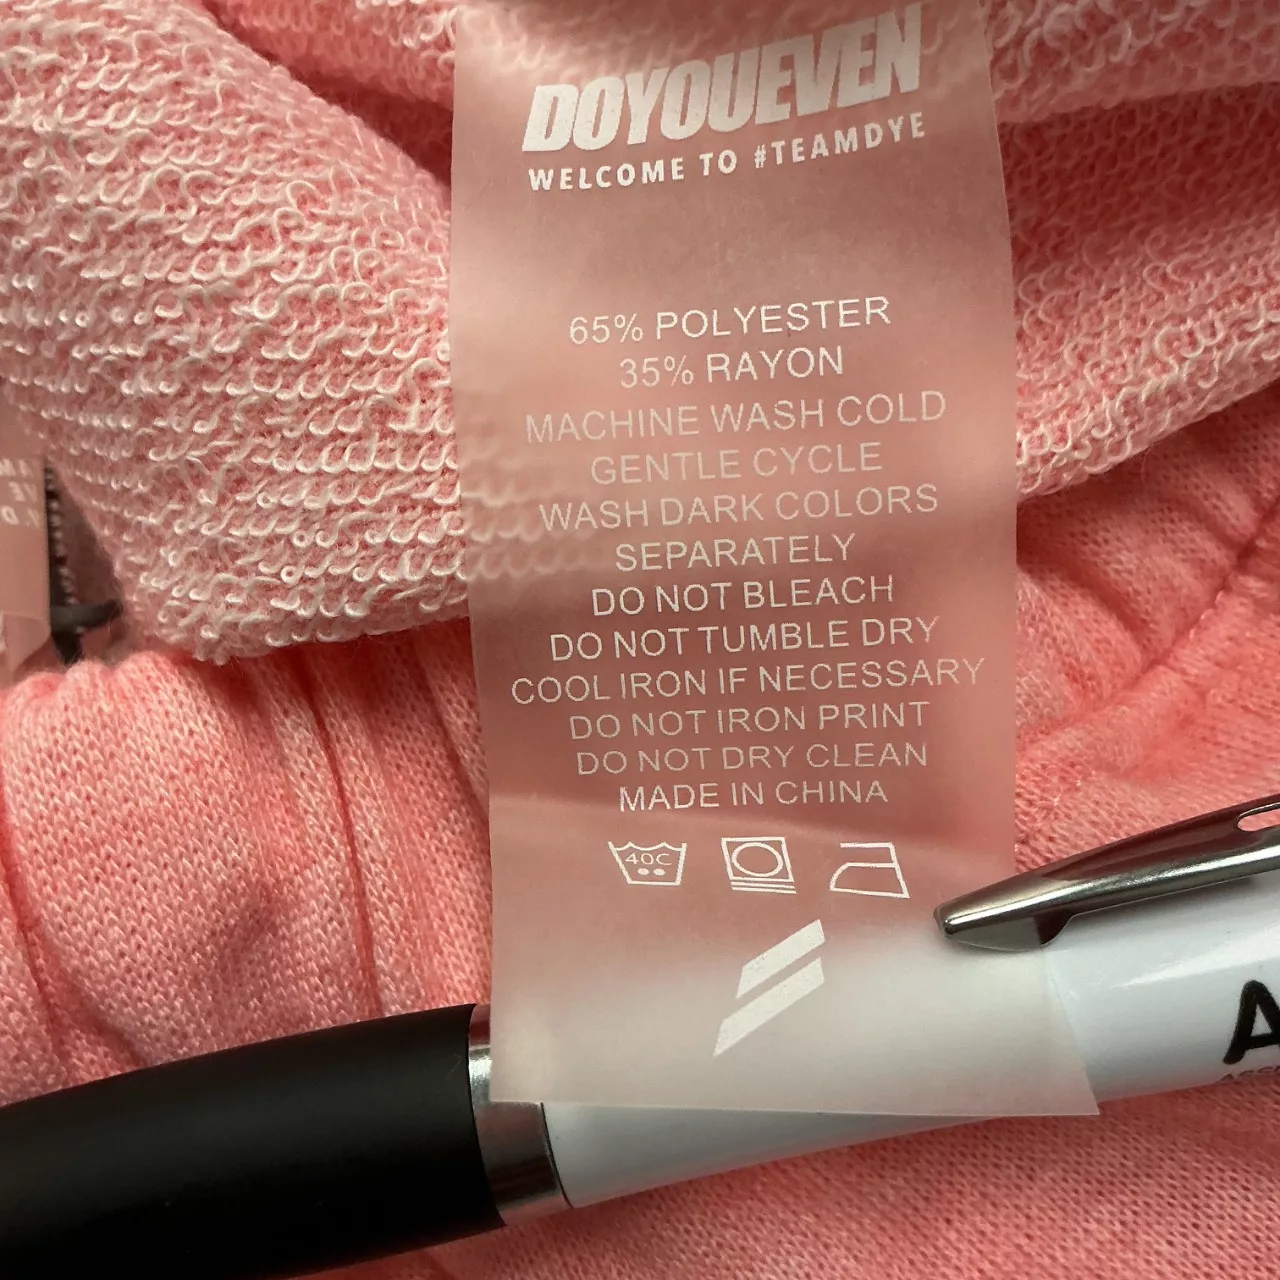 DOYOUEVEN
WELCOME TO #TEAMDYE
65% POLYESTER
35% RAYON
MACHINE WASH COLD
GENTLE CYCLE
WASH DARK COLORS
SEPARATELY
DO NOT BLEACH
DO NOT TUMBLE DRY
COOL IRON IF NECESSARY
DO NOT IRON PRINT
DO NOT DRY CLEAN
MADE IN CHINA
40C
A